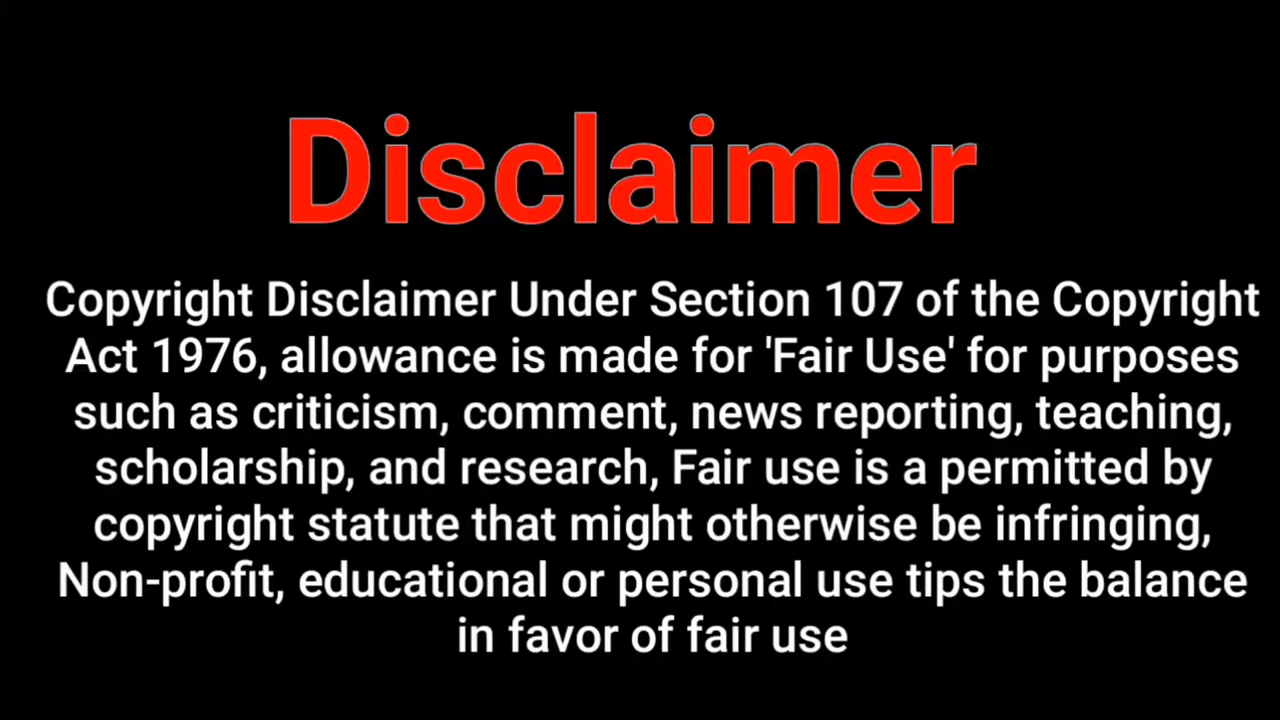 Disclaimer
Copyright Disclaimer Under Section 107 of the Copyright
Act 1976, allowance is made for 'Fair Use' for purposes
such as criticism, comment, news reporting, teaching,
scholarship, and research, Fair use is a permitted by
copyright statute that might otherwise be infringing,
Non-profit, educational or personal use tips the balance
in favor of fair use